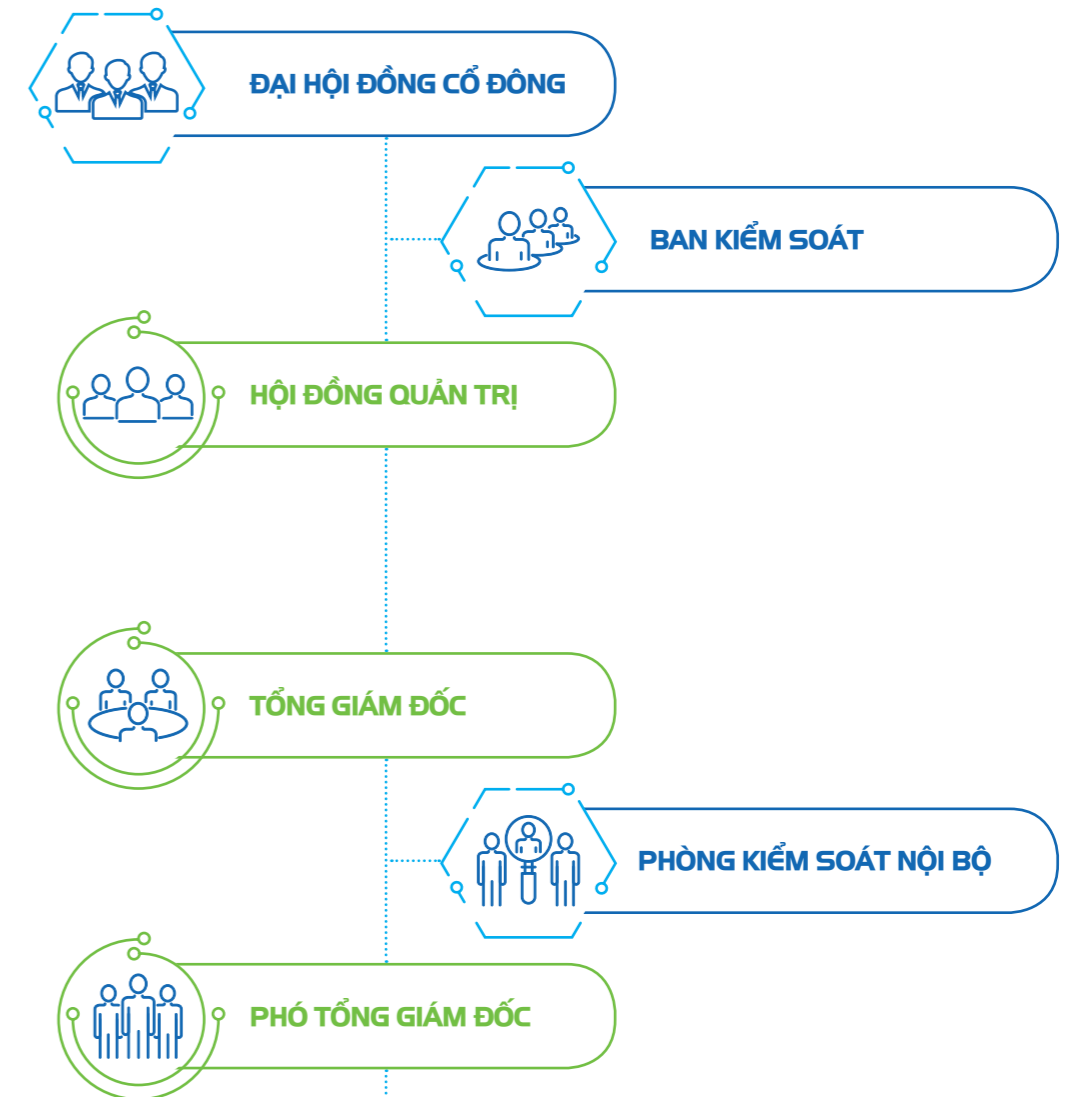 ĐẠI HỘI ĐỒNG CỔ ĐÔNG
BAN KIỂM SOÁT
HỘI ĐỒNG QUẢN TRỊ
TỔNG GIÁM ĐỐC
PHÒNG KIỂM SOÁT NỘI BỘ
PHÓ TỔNG GIÁM ĐỐC